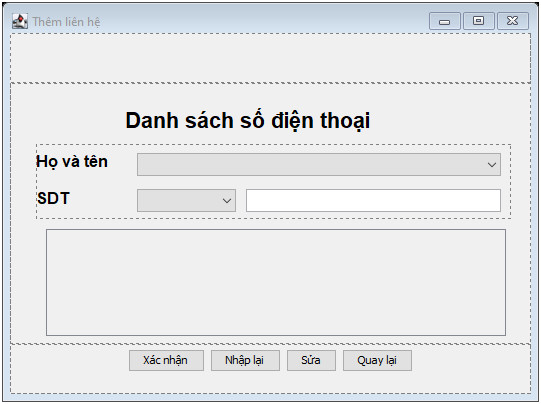 Thêm liên hệ
Danh sách số điện thoại
Họ và tên
SDT
Xác nhận Nhập lại Sửa Quay lại